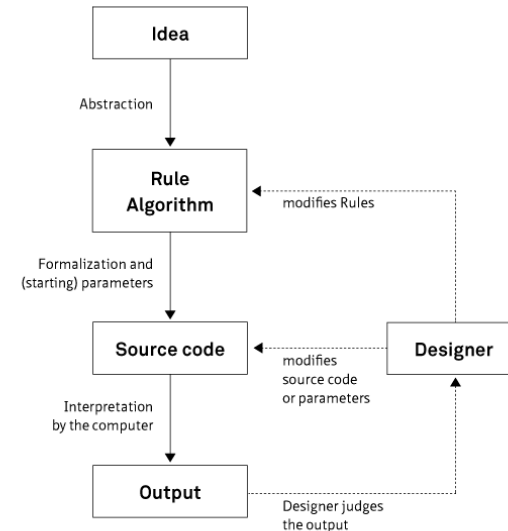 Idea
Abstraction
Rule
Algorithm
modifies Rules
Formalization and
(starting) parameters
Source code
modifies
source code
or parameters
Designer
Interpretation
by the computer
Output
Designer judges
the output